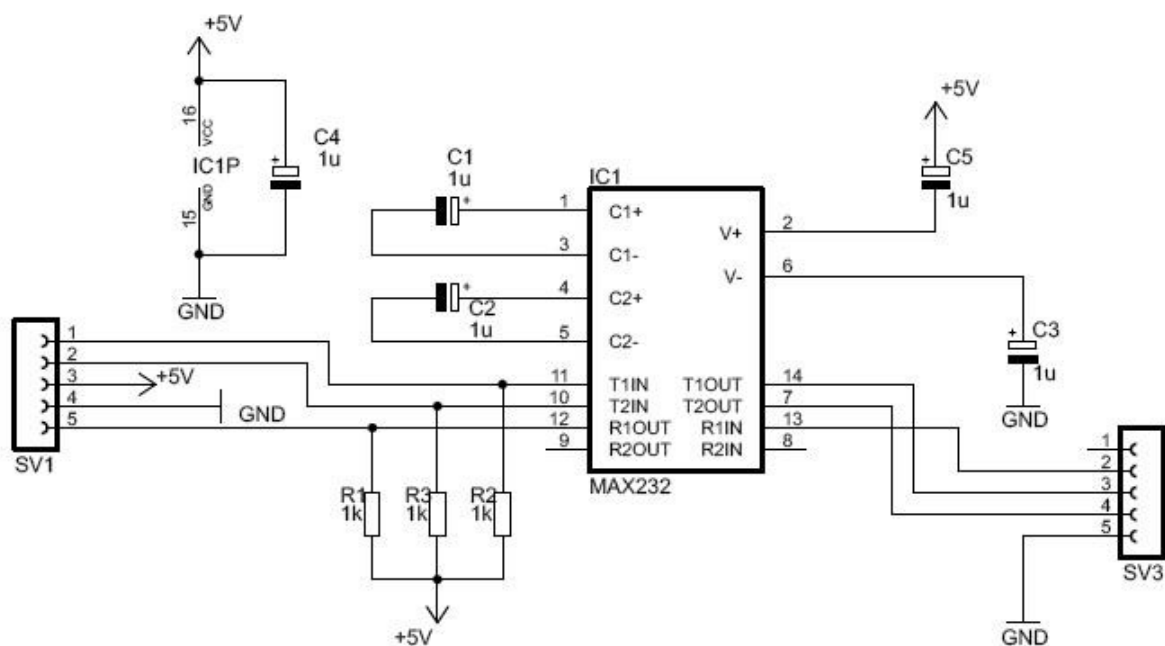 +5V
16
VCC
IC1P
GND
15
GND
C4
1u
C1
1u
C2
1u
IC1
1
C1+
3
C1-
4
C2+
5
C2-
11
T1IN
10
T2IN
12
R1OUT
9
R2OUT
V+
2
V-
6
T1OUT
14
T2OUT
7
R1IN
13
R2IN
8
MAX232
+5V
C5
1u
C3
1u
GND
1
2
3
+5V
4
GND
5
SV1
R1
1k
R3
1k
R2
1k
+5V
1
2
3
4
5
SV3
GND